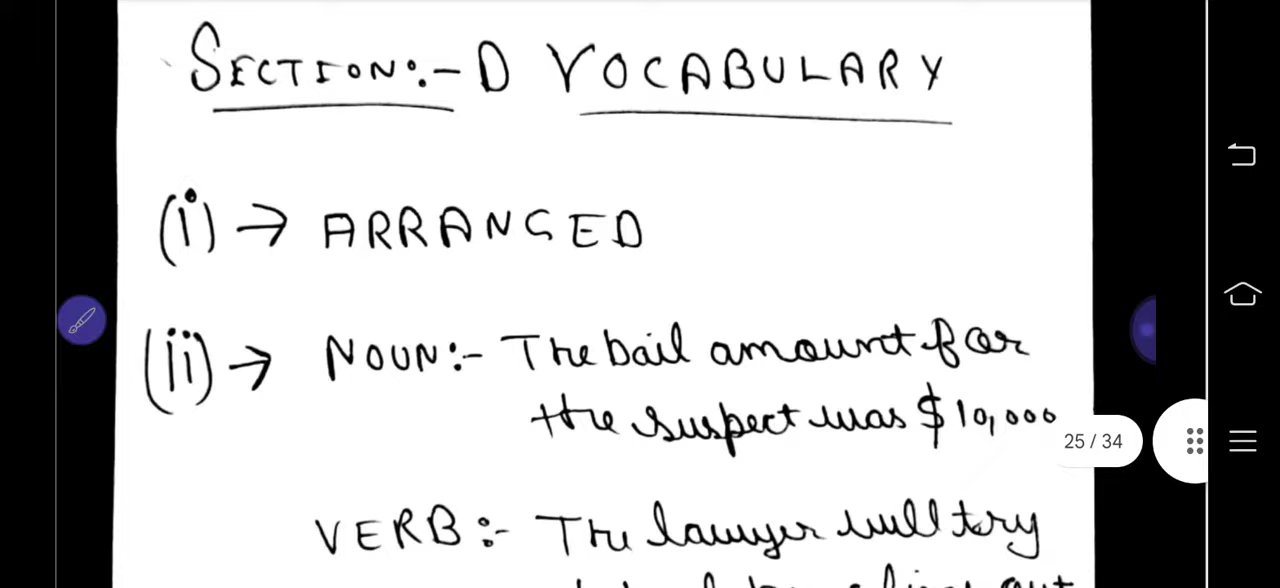 SECTION:- D VOCABULARY
(i) → ARRANGED
(ii) → NOUN:- The bail amount for
the suspect was $10,000
25 / 34
VERB:- The lawyer will try
out